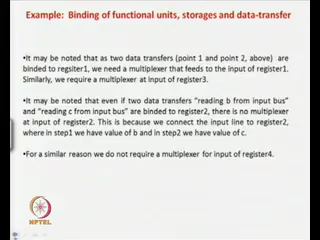 Example: Binding of functional units, storages and data-transfer
•It may be noted that as two data transfers (point 1 and point 2, above) are
binded to regsiter1, we need a multiplexer that feeds to the input of register1.
Similarly, we require a multiplexer at input of register3.
•It may be noted that even if two data transfers “reading b from input bus”
and “reading c from input bus” are binded to register2, there is no multiplexer
at input of register2. This is because we connect the input line to register2,
where in step1 we have value of b and in step2 we have value of c.
•For a similar reason we do not require a multiplexer for input of register4.
NPTEL